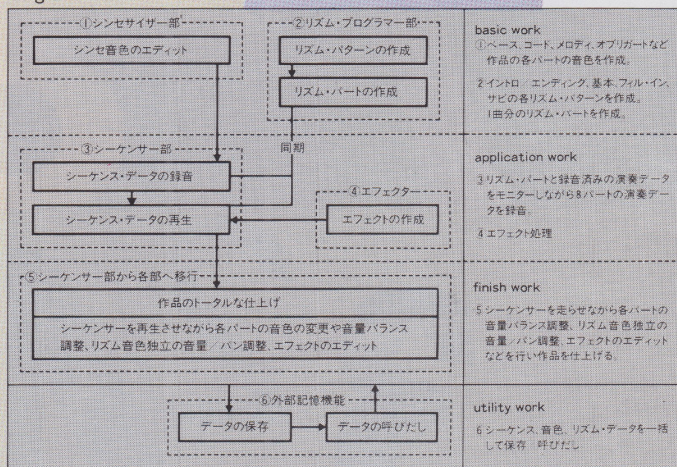 ①シンセサイザー部
シンセ音色のエディット
②リズム・プログラマー部
リズム・パターンの作成
リズム・パートの作成
同期
③シーケンサー部
シーケンス・データの録音
シーケンス・データの再生
④エフェクター
エフェクトの作成
⑤シーケンサー部から各部へ移行
作品のトータルな仕上げ
シーケンサーを再生させながら各パートの音色の変更や音量バランス
調整、リズム音色独立の音量／パン調整、エフェクトのエディット
⑥外部記憶機能
データの保存
データの呼びだし
basic work
①ベース、コード、メロディ、オブリガートなど
作品の各パートの音色を作成。
2 イントロ／エンディング、基本、フィル・イン、
サビの各リズム・パターンを作成。
1曲分のリズム・パートを作成。
application work
③リズム・パートと録音済みの演奏データ
をモニターしながら8パートの演奏デー
タを録音。
④エフェクト処理
finish work
5 シーケンサーを走らせながら各パートの
音量バランス調整、リズム音色独立の
音量／パン調整、エフェクトのエディット
などを行い作品を仕上げる。
utility work
6 シーケンス、音色、リズム・データを一括
して保存／呼びだし